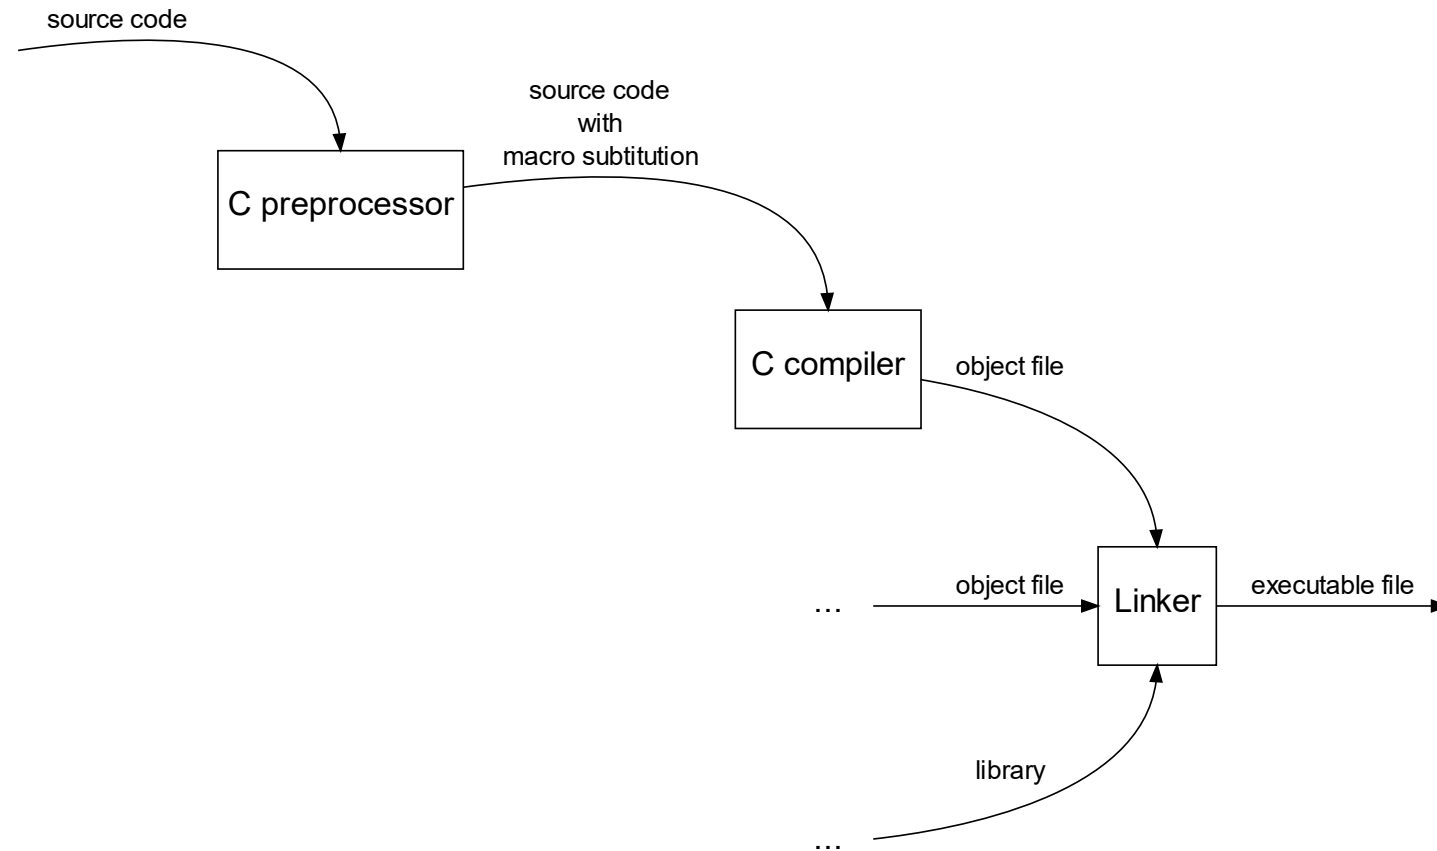 source code
source code
with
macro subtitution
C preprocessor
C compiler
object file
...
object file
Linker
executable file
library
...